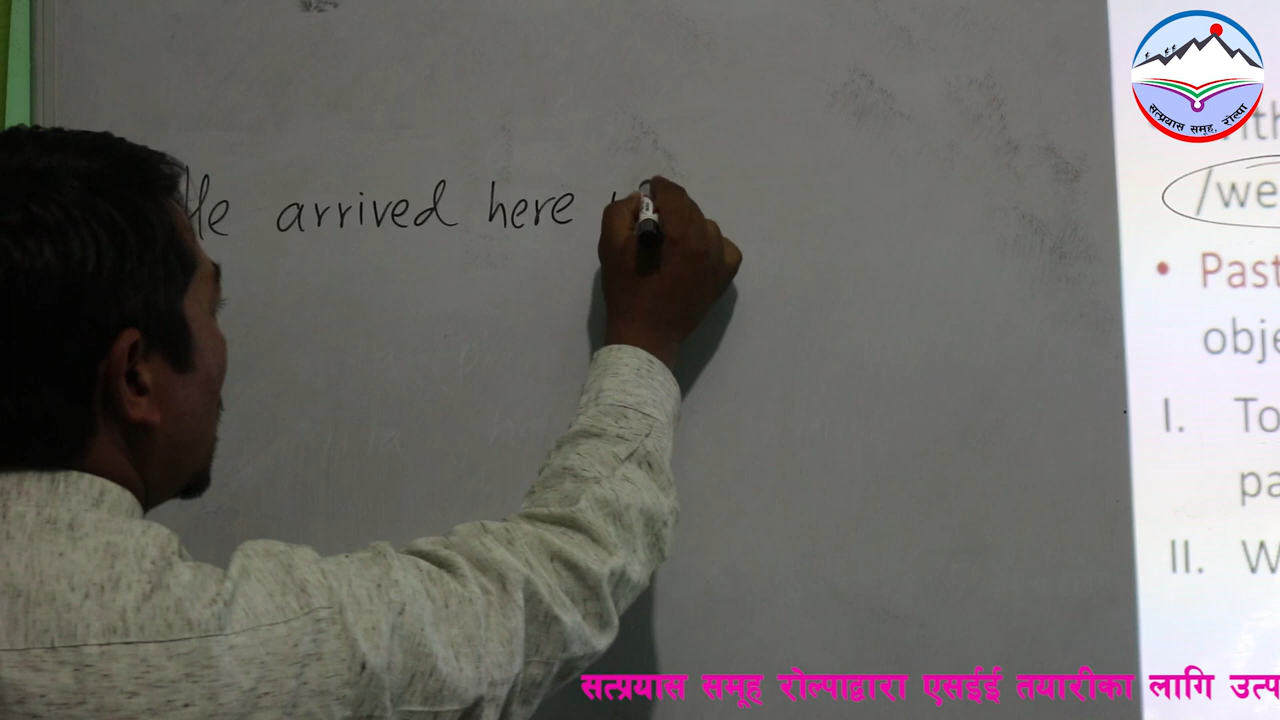 सत्प्रयास समूह, रोल्पा
He arrived here
/we
• Past
obje
I. To
pa
II. W
सत्प्रयास समूह रोल्पाद्वारा एसईई तयारीका लागि उत्प